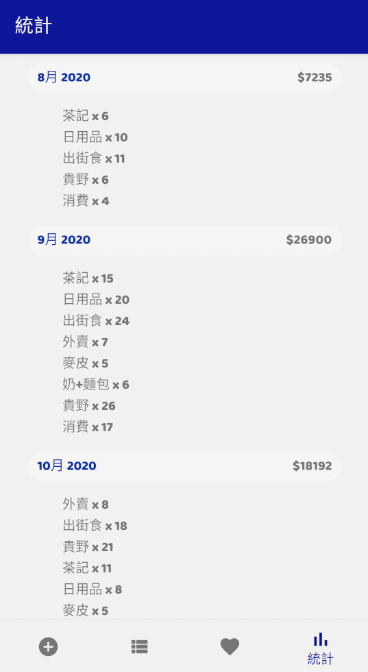 統計
8月 2020 $7235
茶記 x 6
日用品 x 10
出街食 x 11
貴野 x 6
消費 x 4
9月 2020 $26900
茶記 x 15
日用品 x 20
出街食 x 24
外賣 x 7
麥皮 x 5
奶+麵包 x 6
貴野 x 26
消費 x 17
10月 2020 $18192
外賣 x 8
出街食 x 18
貴野 x 21
茶記 x 11
日用品 x 8
麥皮 x 5
統計